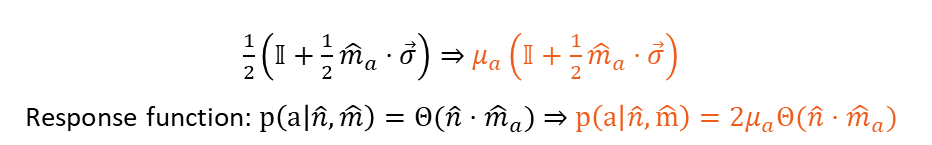 ½(𝕀 + ½ m̂ₐ · σ⃗) ⇒ μₐ (𝕀 + ½ m̂ₐ · σ⃗)
Response function: p(a|n̂, m̂) = Θ(n̂ · m̂ₐ) ⇒ p(a|n̂, m̂) = 2μₐΘ(n̂ · m̂ₐ)